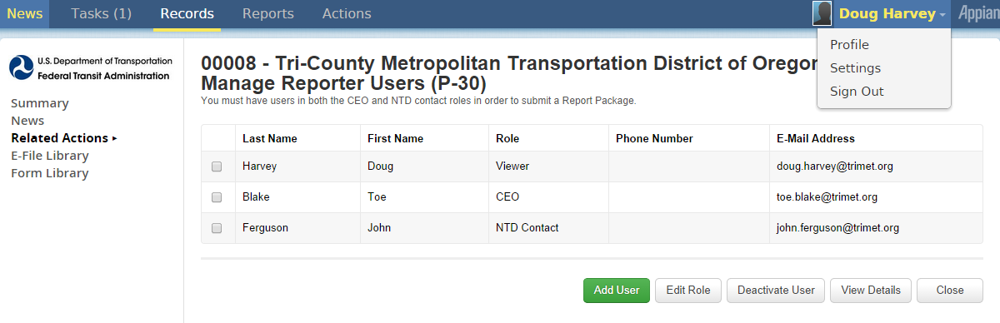 News Tasks (1) Records Reports Actions Doug Harvey Appian
Profile
Settings
Sign Out
U.S. Department of Transportation
Federal Transit Administration
Summary
News
Related Actions
E-File Library
Form Library
00008 - Tri-County Metropolitan Transportation District of Oregon
Manage Reporter Users (P-30)
You must have users in both the CEO and NTD contact roles in order to submit a Report Package.
Last Name First Name Role Phone Number E-Mail Address
Harvey Doug Viewer doug.harvey@trimet.org
Blake Toe CEO toe.blake@trimet.org
Ferguson John NTD Contact john.ferguson@trimet.org
Add User Edit Role Deactivate User View Details Close